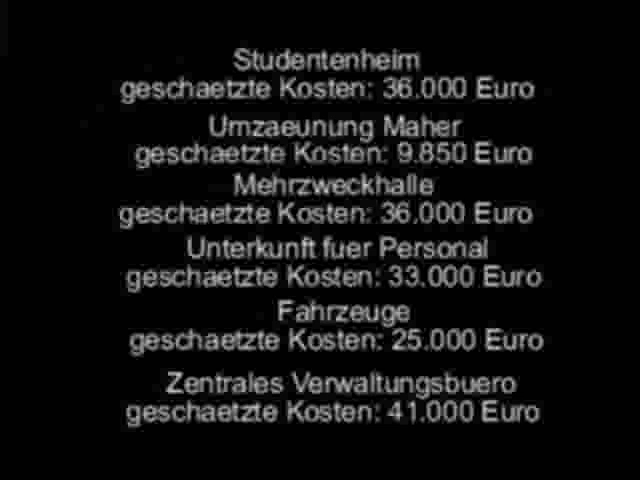 Studentenheim
geschaetzte Kosten: 36.000 Euro
Umzaeunung Maher
geschaetzte Kosten: 9.850 Euro
Mehrzweckhalle
geschaetzte Kosten: 36.000 Euro
Unterkunft fuer Personal
geschaetzte Kosten: 33.000 Euro
Fahrzeuge
geschaetzte Kosten: 25.000 Euro
Zentrales Verwaltungsbuero
geschaetzte Kosten: 41.000 Euro